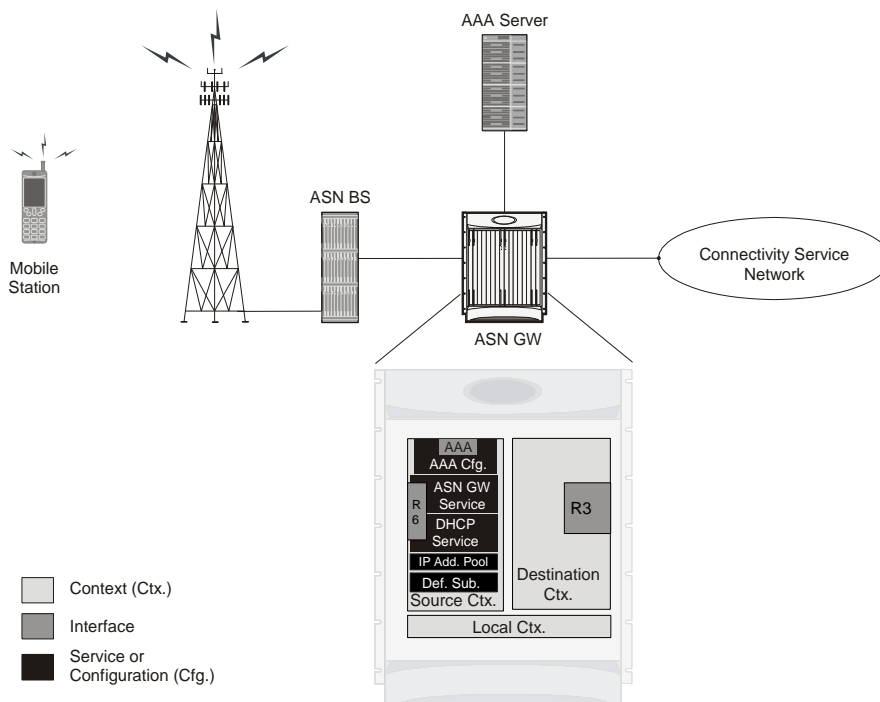 AAA Server
ASN BS
Mobile
Station
Connectivity Service
Network
ASN GW
AAA
AAA Cfg.
R
6
ASN GW
Service
DHCP
Service
IP Add. Pool
Def. Sub.
Source Ctx.
R3
Destination
Ctx.
Local Ctx.
Context (Ctx.)
Interface
Service or
Configuration (Cfg.)